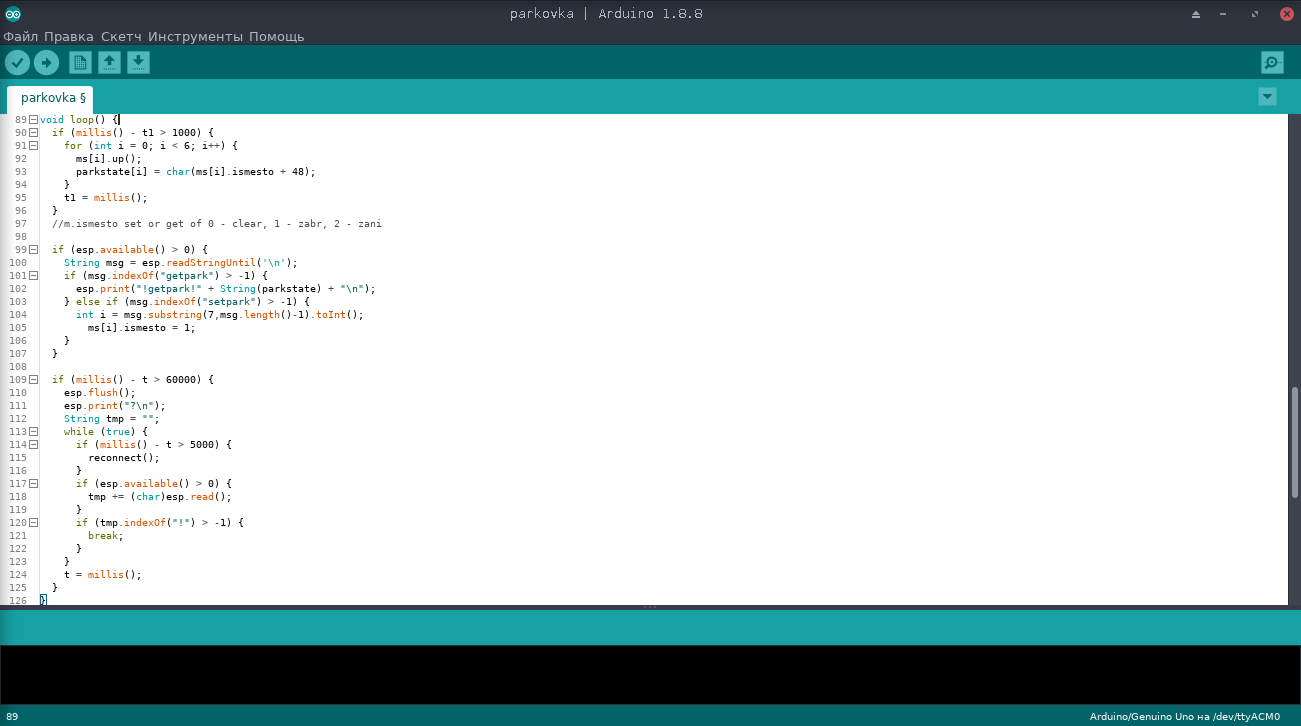 parkovka | Arduino 1.8.8
Файл Правка Скетч Инструменты Помощь
parkovka §
89 void loop() {
90   if (millis() - t1 > 1000) {
91     for (int i = 0; i < 6; i++) {
92       ms[i].up();
93       parkstate[i] = char(ms[i].ismesto + 48);
94     }
95     t1 = millis();
96   }
97   //m.ismesto set or get of 0 - clear, 1 - zabr, 2 - zani
98
99   if (esp.available() > 0) {
100     String msg = esp.readStringUntil('\n');
101     if (msg.indexOf("getpark") > -1) {
102       esp.print("!getpark!" + String(parkstate) + "\n");
103     } else if (msg.indexOf("setpark") > -1) {
104       int i = msg.substring(7,msg.length()-1).toInt();
105         ms[i].ismesto = 1;
106     }
107   }
108
109   if (millis() - t > 60000) {
110     esp.flush();
111     esp.print("?\n");
112     String tmp = "";
113     while (true) {
114       if (millis() - t > 5000) {
115         reconnect();
116       }
117       if (esp.available() > 0) {
118         tmp += (char)esp.read();
119       }
120       if (tmp.indexOf("!") > -1) {
121         break;
122       }
123     }
124     t = millis();
125   }
126 }
89
Arduino/Genuino Uno на /dev/ttyACM0